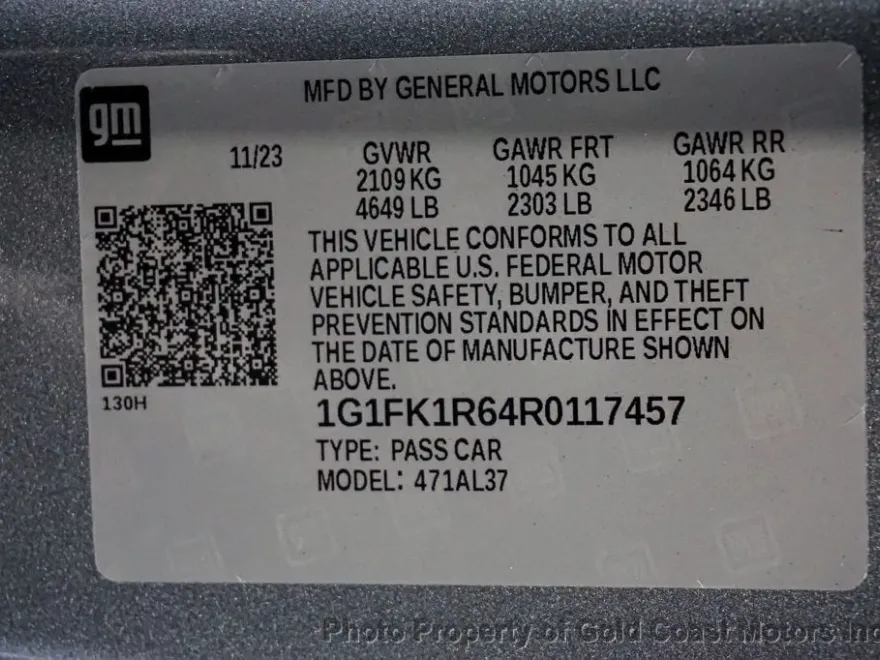 MFD BY GENERAL MOTORS LLC
gm
11/23
GVWR GAWR FRT GAWR RR
2109 KG 1045 KG 1064 KG
4649 LB 2303 LB 2346 LB
THIS VEHICLE CONFORMS TO ALL
APPLICABLE U.S. FEDERAL MOTOR
VEHICLE SAFETY, BUMPER, AND THEFT
PREVENTION STANDARDS IN EFFECT ON
THE DATE OF MANUFACTURE SHOWN
ABOVE.
130H
1G1FK1R64R0117457
TYPE: PASS CAR
MODEL: 471AL37
Photo Property of Gold Coast Motors Inc